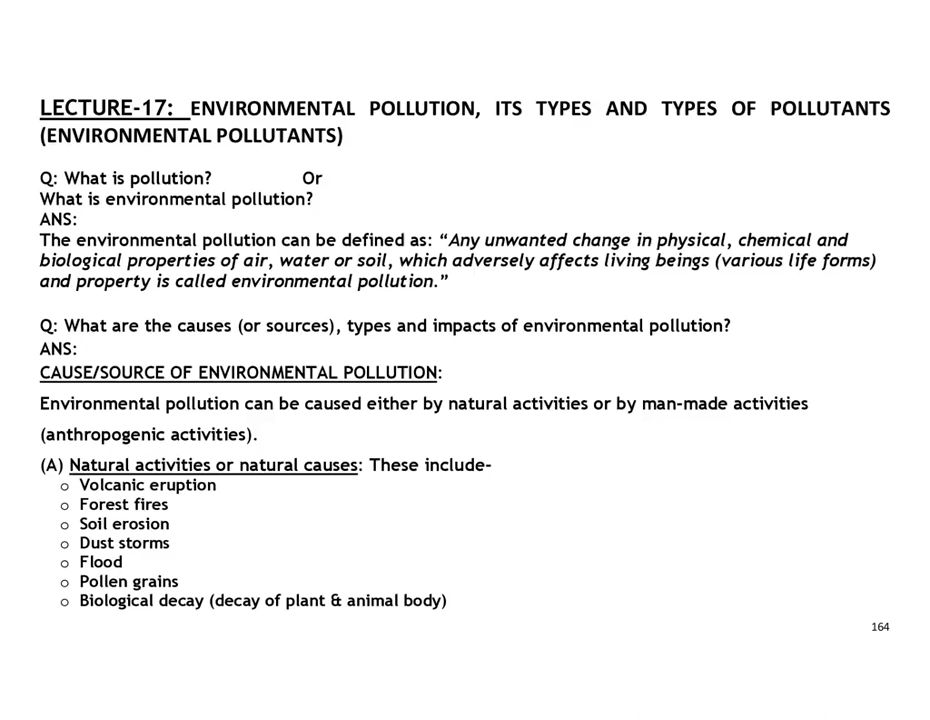 LECTURE-17: ENVIRONMENTAL POLLUTION, ITS TYPES AND TYPES OF POLLUTANTS
(ENVIRONMENTAL POLLUTANTS)
Q: What is pollution? Or
What is environmental pollution?
ANS:
The environmental pollution can be defined as: “Any unwanted change in physical, chemical and
biological properties of air, water or soil, which adversely affects living beings (various life forms)
and property is called environmental pollution.”
Q: What are the causes (or sources), types and impacts of environmental pollution?
ANS:
CAUSE/SOURCE OF ENVIRONMENTAL POLLUTION:
Environmental pollution can be caused either by natural activities or by man-made activities
(anthropogenic activities).
(A) Natural activities or natural causes: These include-
o Volcanic eruption
o Forest fires
o Soil erosion
o Dust storms
o Flood
o Pollen grains
o Biological decay (decay of plant & animal body)
164